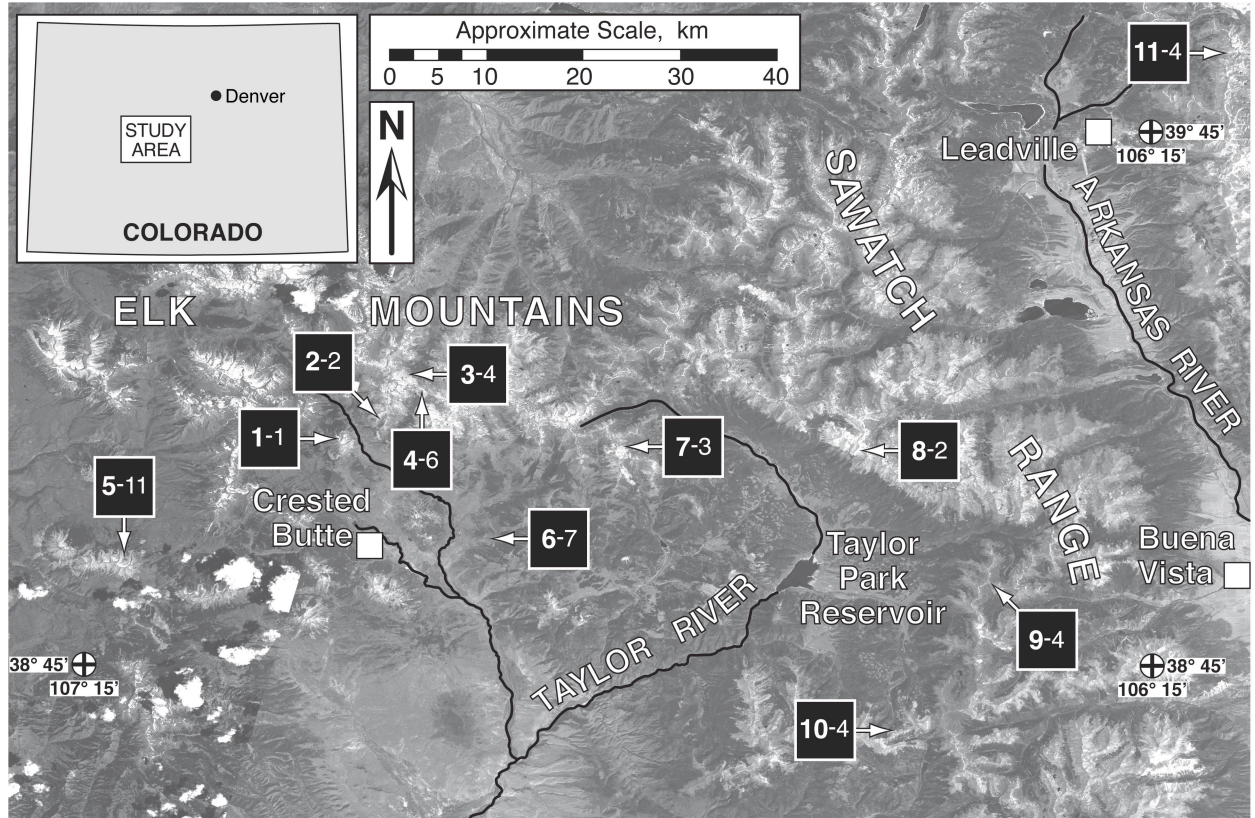 Denver
STUDY
AREA
COLORADO
Approximate Scale, km
0 5 10 20 30 40
N
11-4
Leadville
39° 45'
106° 15'
SAWATCH
ARKANSAS RIVER
ELK MOUNTAINS
2-2
3-4
1-1
4-6
7-3
8-2
RANGE
5-11
Crested
Butte
6-7
Taylor
Park
Reservoir
Buena
Vista
TAYLOR RIVER
9-4
38° 45'
107° 15'
38° 45'
106° 15'
10-4